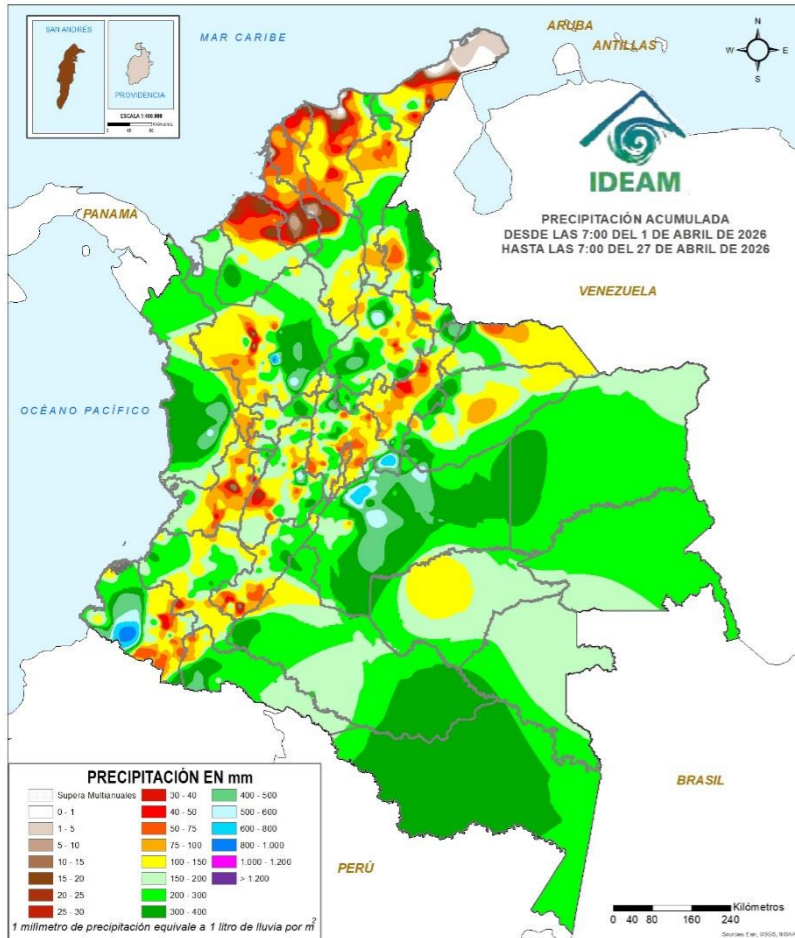 SAN ANDRÉS
PROVIDENCIA
ESCALA 1:400.000
MAR CARIBE
ARUBA
ANTILLAS
N
W
E
S
IDEAM
PANAMÁ
PRECIPITACIÓN ACUMULADA
DESDE LAS 7:00 DEL 1 DE ABRIL DE 2026
HASTA LAS 7:00 DEL 27 DE ABRIL DE 2026
VENEZUELA
OCÉANO PACÍFICO
BRASIL
PERÚ
PRECIPITACIÓN EN mm
Supera Multianuales
0 - 1
1 - 5
5 - 10
10 - 15
15 - 20
20 - 25
25 - 30
30 - 40
40 - 50
50 - 75
75 - 100
100 - 150
150 - 200
200 - 300
300 - 400
400 - 500
500 - 600
600 - 800
800 - 1.000
1.000 - 1.200
> 1.200
1 milímetro de precipitación equivale a 1 litro de lluvia por m²
Kilómetros
0 40 80 160 240